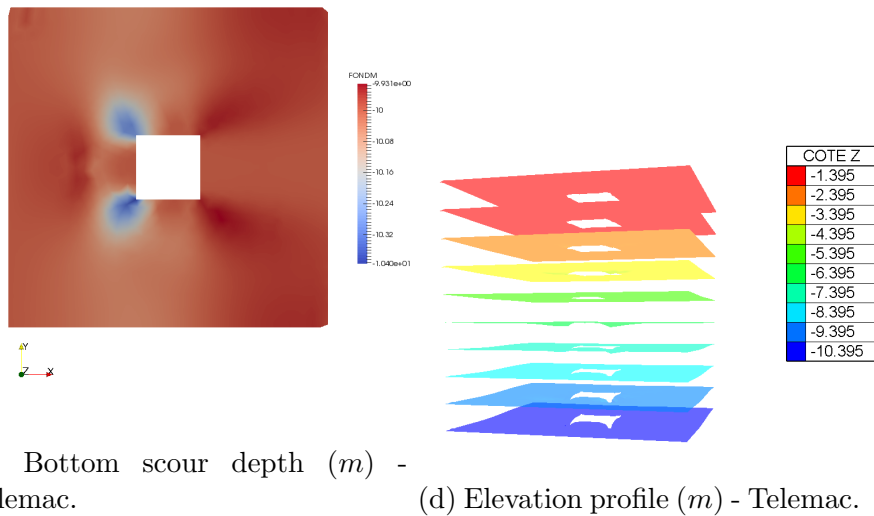 FONDM
-9.931e+00
-10
-10.08
-10.16
-10.24
-10.32
-1.040e+01
Y
Z
X
COTE Z
-1.395
-2.395
-3.395
-4.395
-5.395
-6.395
-7.395
-8.395
-9.395
-10.395
Bottom scour depth (m) -
lemac.
(d) Elevation profile (m) - Telemac.